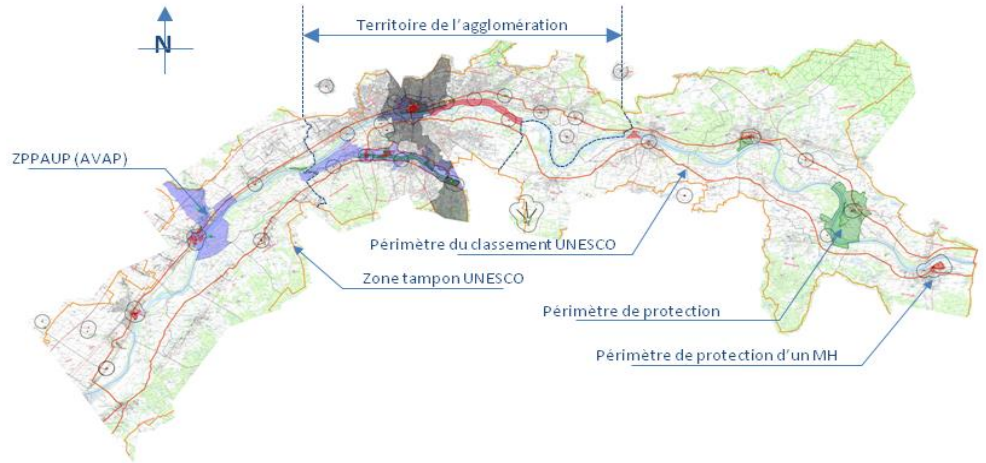 Territoire de l'agglomération
N
ZPPAUP (AVAP)
Périmètre du classement UNESCO
Zone tampon UNESCO
Périmètre de protection
Périmètre de protection d'un MH